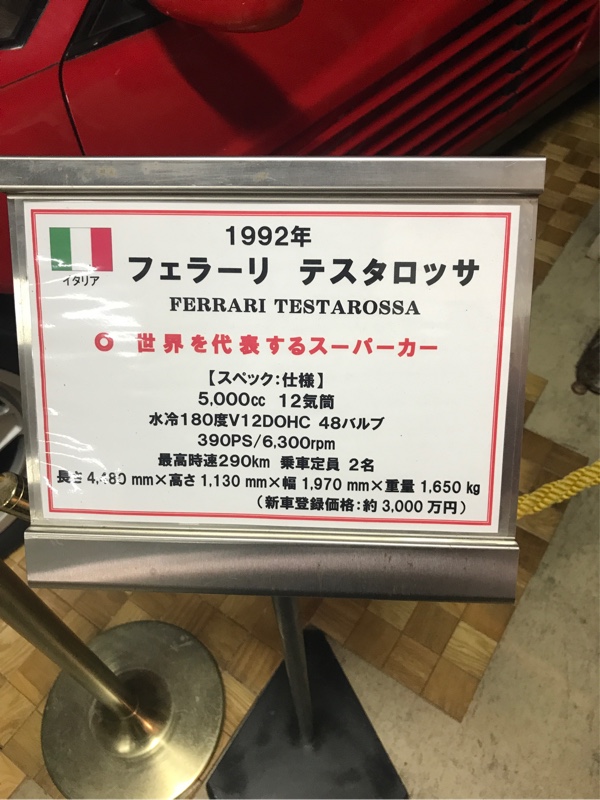 1992年
イタリア
フェラーリ テスタロッサ
FERRARI TESTAROSSA
6 世界を代表するスーパーカー
【スペック:仕様】
5,000cc 12気筒
水冷180度V12DOHC 48バルブ
390PS/6,300rpm
最高時速290km 乗車定員 2名
長さ 4,480 mm×高さ 1,130 mm×幅 1,970 mm×重量 1,650 kg
（新車登録価格:約 3,000 万円）